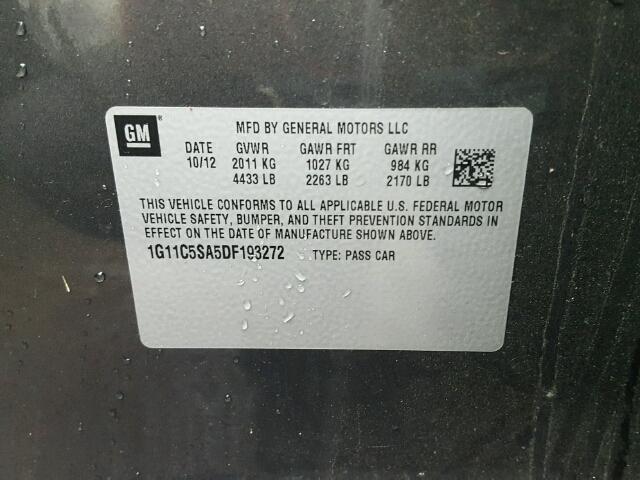 GM®
MFD BY GENERAL MOTORS LLC
DATE GVWR GAWR FRT GAWR RR
10/12 2011 KG 1027 KG 984 KG
4433 LB 2263 LB 2170 LB
THIS VEHICLE CONFORMS TO ALL APPLICABLE U.S. FEDERAL MOTOR
VEHICLE SAFETY, BUMPER, AND THEFT PREVENTION STANDARDS IN
EFFECT ON THE DATE OF MANUFACTURE SHOWN ABOVE.
1G11C5SA5DF193272 TYPE: PASS CAR